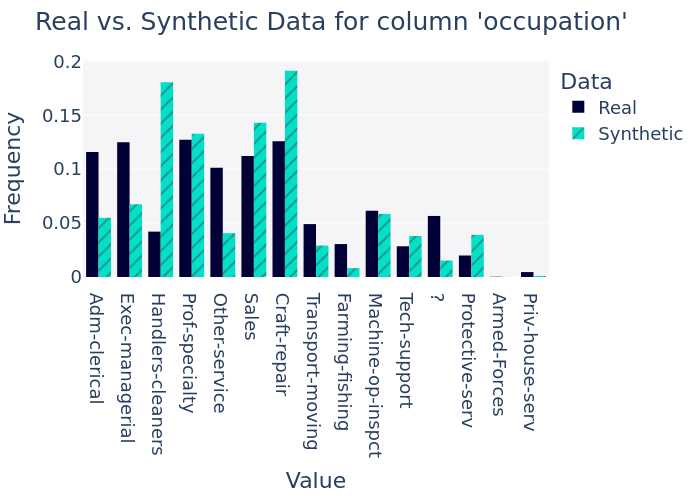 Real vs. Synthetic Data for column 'occupation'
Frequency
0.2
0.15
0.1
0.05
0
Data
Real
Synthetic
Adm-clerical
Exec-managerial
Handlers-cleaners
Prof-specialty
Other-service
Sales
Craft-repair
Transport-moving
Farming-fishing
Machine-op-inspct
Tech-support
?
Protective-serv
Armed-Forces
Priv-house-serv
Value